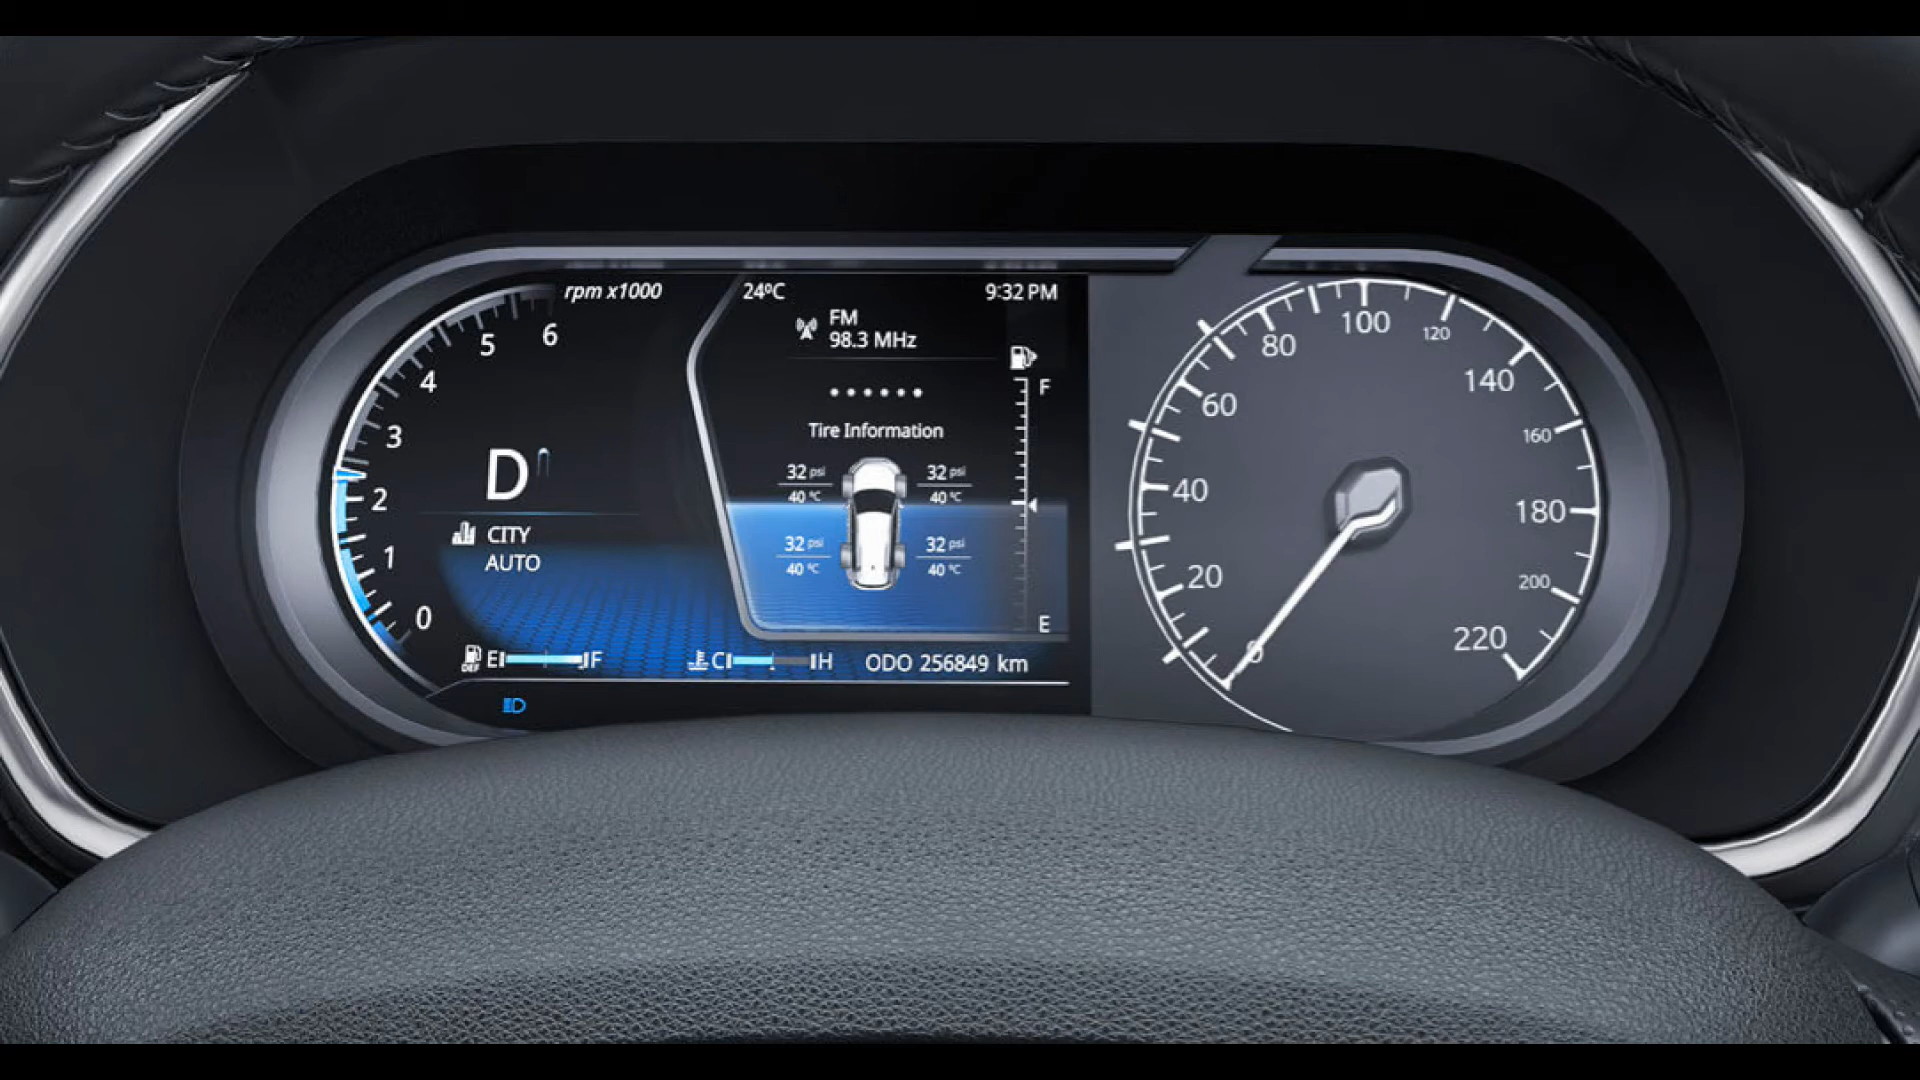 rpm x1000
24ºC
9:32 PM
FM
98.3 MHz
6
5
4
3
2
1
0
D
CITY
AUTO
Tire Information
32 psi
40 °C
32 psi
40 °C
32 psi
40 °C
32 psi
40 °C
F
E
DEF
E
F
C
H
ODO 256849 km
0
20
40
60
80
100
120
140
160
180
200
220